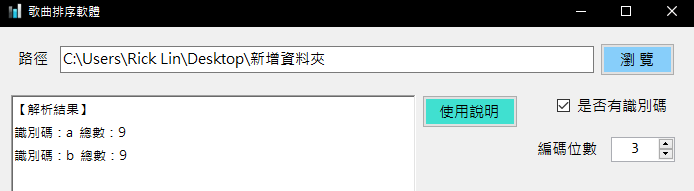 歌曲排序軟體
路徑 C:\Users\Rick Lin\Desktop\新增資料夾 瀏 覽
【解析結果】
識別碼：a 總數：9
識別碼：b 總數：9
使用說明
是否有識別碼
編碼位數 3